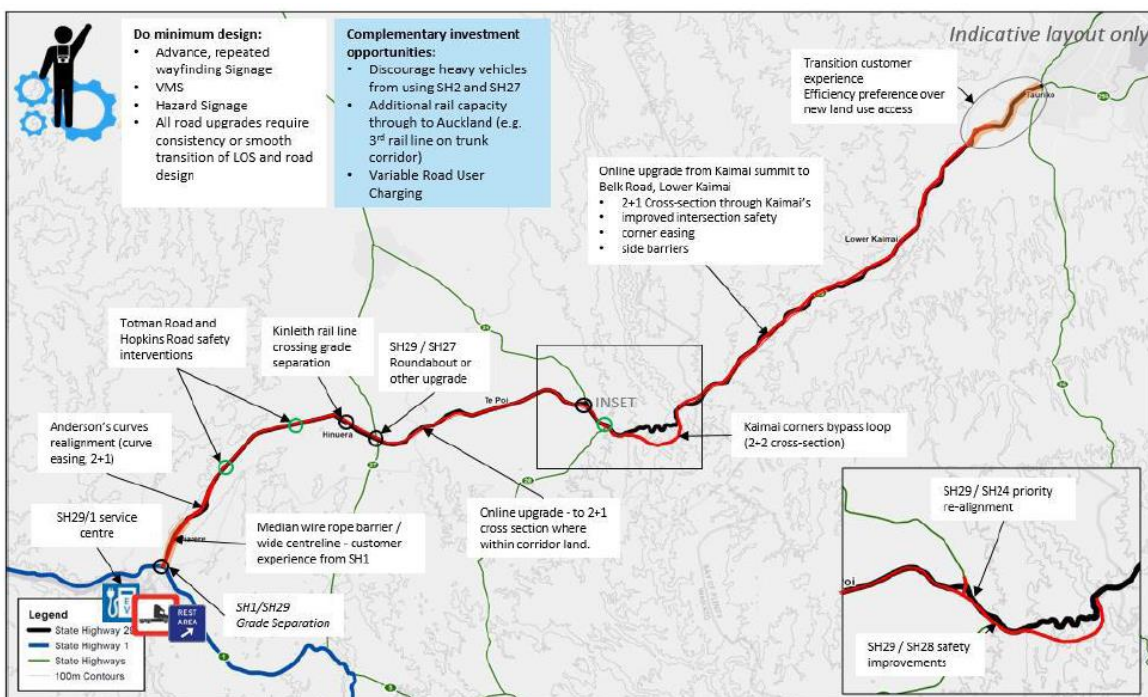 Do minimum design:
• Advance, repeated
wayfinding Signage
• VMS
• Hazard Signage
• All road upgrades require
consistency or smooth
transition of LOS and road
design
Complementary investment
opportunities:
• Discourage heavy vehicles
from using SH2 and SH27
• Additional rail capacity
through to Auckland (e.g.
3rd rail line on trunk
corridor)
• Variable Road User
Charging
Indicative layout only
Transition customer
experience
Efficiency preference over
new land use access
Tauriko
Online upgrade from Kaimai summit to
Belk Road, Lower Kaimai
• 2+1 Cross-section through Kaimai's
• improved intersection safety
• corner easing
• side barriers
Lower Kaimai
Totman Road and
Hopkins Road safety
interventions
Kinleith rail line
crossing grade
separation
SH29 / SH27
Roundabout or
other upgrade
Te Poi
INSET
Hinuera
Anderson's curves
realignment (curve
easing, 2+1)
Kaimai corners bypass loop
(2+2 cross-section)
SH29/1 service
centre
Median wire rope barrier /
wide centreline - customer
experience from SH1
Online upgrade - to 2+1
cross section where
within corridor land.
SH1/SH29
Grade Separation
EV
REST
AREA
Legend
State Highway 29
State Highway 1
State Highways
100m Contours
1
5
27
28
SH29 / SH24 priority
re-alignment
oi
SH29 / SH28 safety
improvements